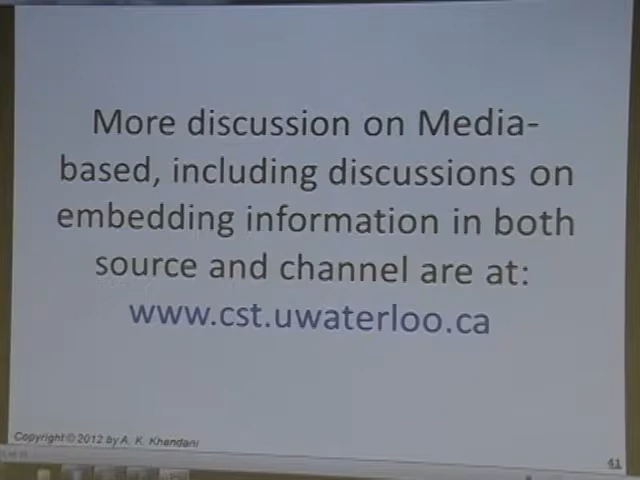 More discussion on Media-
based, including discussions on
embedding information in both
source and channel are at:
www.cst.uwaterloo.ca
Copyright © 2012 by A. K. Khandani
41